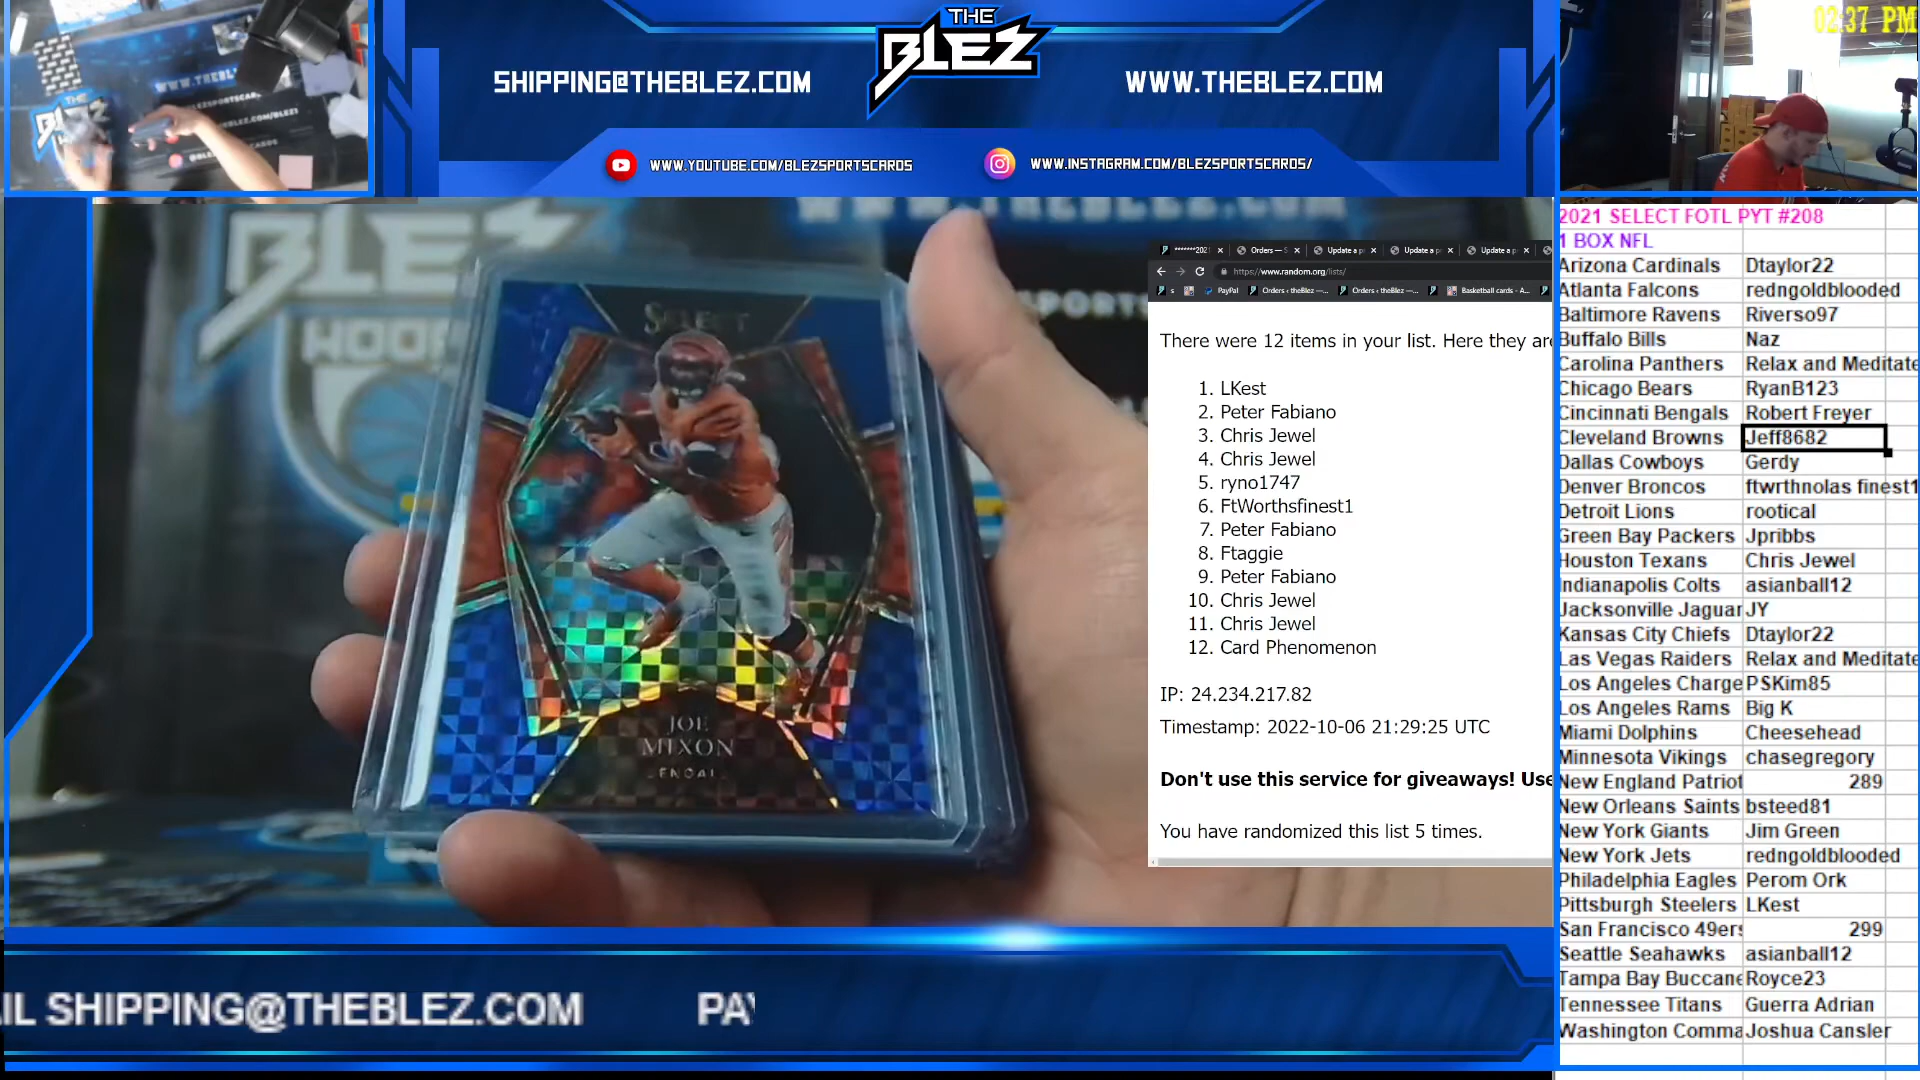 02:37 PM
THE
BLEZ
SHIPPING@THEBLEZ.COM
WWW.THEBLEZ.COM
WWW.YOUTUBE.COM/BLEZSPORTSCARDS
WWW.INSTAGRAM.COM/BLEZSPORTSCARDS/
SELECT
JOE
MIXON
BENGALS
https://www.random.org/lists/
PayPal
There were 12 items in your list. Here they are
1. LKest
2. Peter Fabiano
3. Chris Jewel
4. Chris Jewel
5. ryno1747
6. FtWorthsfinest1
7. Peter Fabiano
8. Ftaggie
9. Peter Fabiano
10. Chris Jewel
11. Chris Jewel
12. Card Phenomenon
IP: 24.234.217.82
Timestamp: 2022-10-06 21:29:25 UTC
Don't use this service for giveaways! Use
You have randomized this list 5 times.
2021 SELECT FOTL PYT #208
1 BOX NFL
Arizona Cardinals Dtaylor22
Atlanta Falcons redngoldblooded
Baltimore Ravens Riverso97
Buffalo Bills Naz
Carolina Panthers Relax and Meditate
Chicago Bears RyanB123
Cincinnati Bengals Robert Freyer
Cleveland Browns Jeff8682
Dallas Cowboys Gerdy
Denver Broncos ftwrthnolas finest1
Detroit Lions rootical
Green Bay Packers Jpribbs
Houston Texans Chris Jewel
Indianapolis Colts asianball12
Jacksonville Jaguar JY
Kansas City Chiefs Dtaylor22
Las Vegas Raiders Relax and Meditate
Los Angeles Charge PSKim85
Los Angeles Rams Big K
Miami Dolphins Cheesehead
Minnesota Vikings chasegregory
New England Patriot 289
New Orleans Saints bsteed81
New York Giants Jim Green
New York Jets redngoldblooded
Philadelphia Eagles Perom Ork
Pittsburgh Steelers LKest
San Francisco 49ers 299
Seattle Seahawks asianball12
Tampa Bay Buccane Royce23
Tennessee Titans Guerra Adrian
Washington Comma Joshua Cansler
IL SHIPPING@THEBLEZ.COM PAY